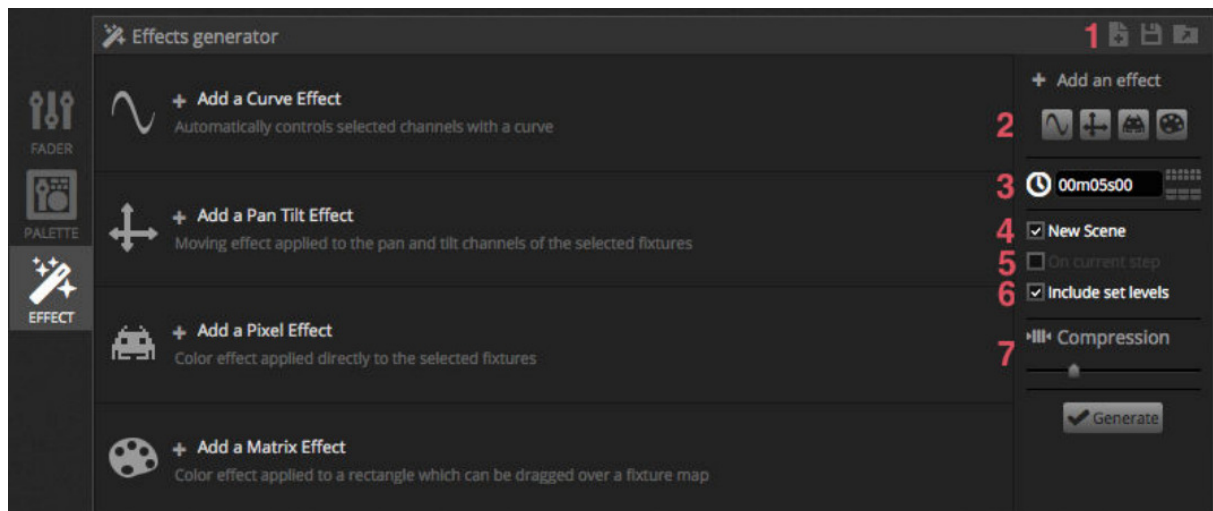 Effects generator
1
FADER
PALETTE
EFFECT
+ Add a Curve Effect
Automatically controls selected channels with a curve
+ Add a Pan Tilt Effect
Moving effect applied to the pan and tilt channels of the selected fixtures
+ Add a Pixel Effect
Color effect applied directly to the selected fixtures
+ Add a Matrix Effect
Color effect applied to a rectangle which can be dragged over a fixture map
+ Add an effect
2
3 00m05s00
4 New Scene
5 On current step
6 Include set levels
7 Compression
Generate